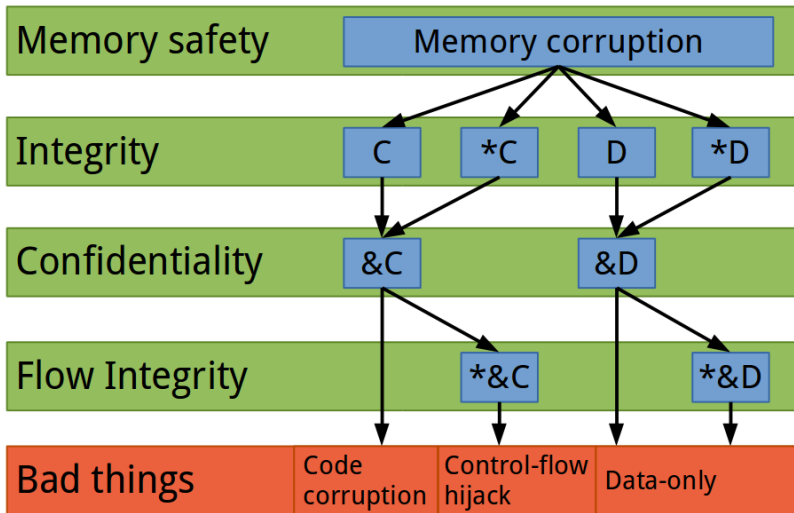 Memory safety
Memory corruption
Integrity
C
*C
D
*D
Confidentiality
&C
&D
Flow Integrity
*&C
*&D
Bad things
Code
corruption
Control-flow
hijack
Data-only